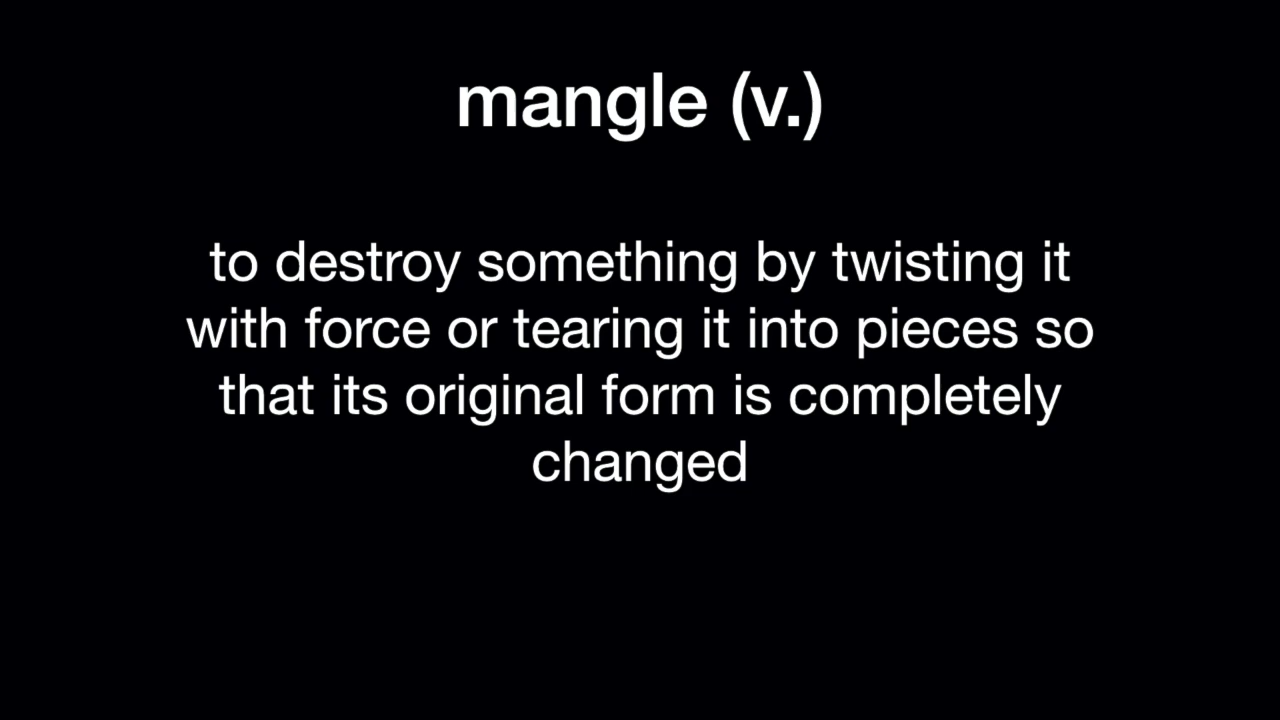 mangle (v.)
to destroy something by twisting it
with force or tearing it into pieces so
that its original form is completely
changed